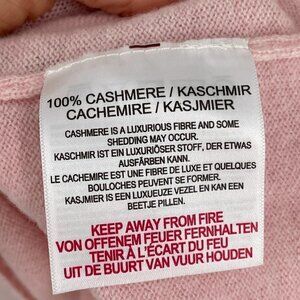 100% CASHMERE / KASCHMIR
CACHEMIRE / KASJMIER
CASHMERE IS A LUXURIOUS FIBRE AND SOME
SHEDDING MAY OCCUR.
KASCHMIR IST EIN LUXURIÖSER STOFF, DER ETWAS
AUSFÄRBEN KANN.
LE CACHEMIRE EST UNE FIBRE DE LUXE ET QUELQUES
BOULOCHES PEUVENT SE FORMER.
KASJMIER IS EEN LUXUEUZE VEZEL EN KAN EEN
BEETJE PILLEN.
KEEP AWAY FROM FIRE
VON OFFENEM FEUER FERNHALTEN
TENIR À L'ÉCART DU FEU
UIT DE BUURT VAN VUUR HOUDEN